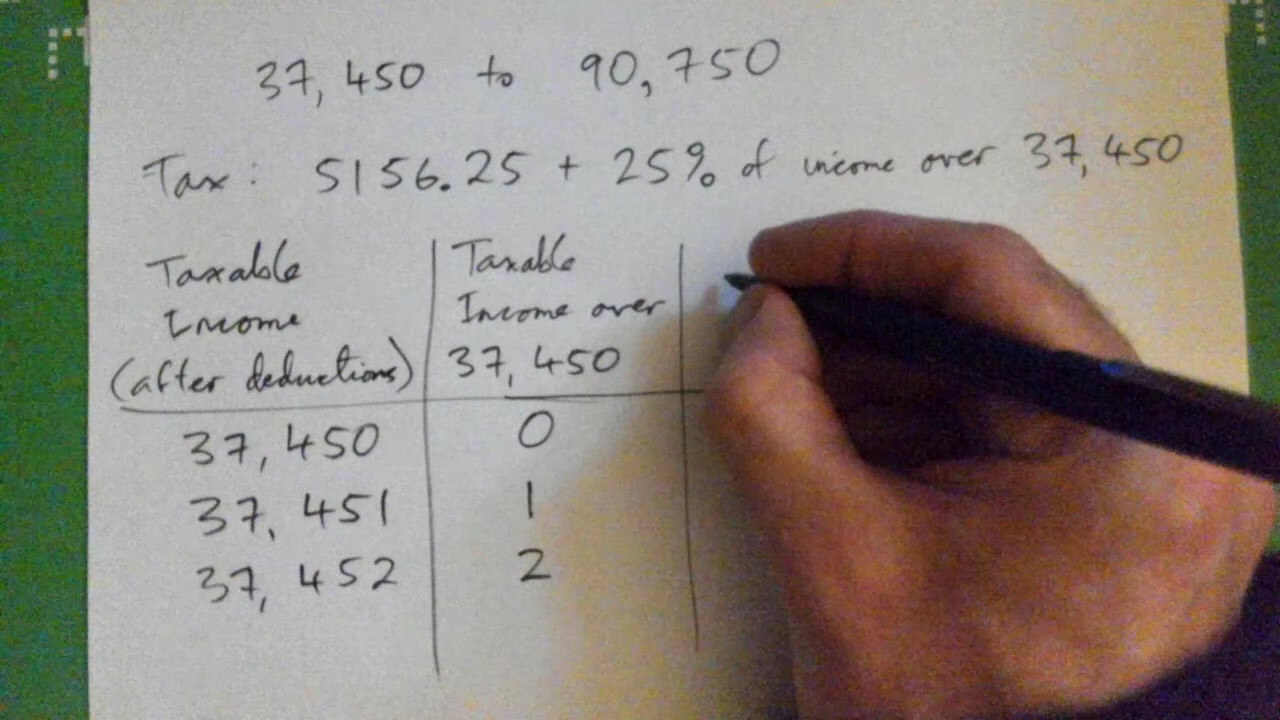 37,450 to 90,750
Tax: 5156.25 + 25% of income over 37,450
Taxable Income (after deductions)
Taxable Income over 37,450
37,450 0
37,451 1
37,452 2